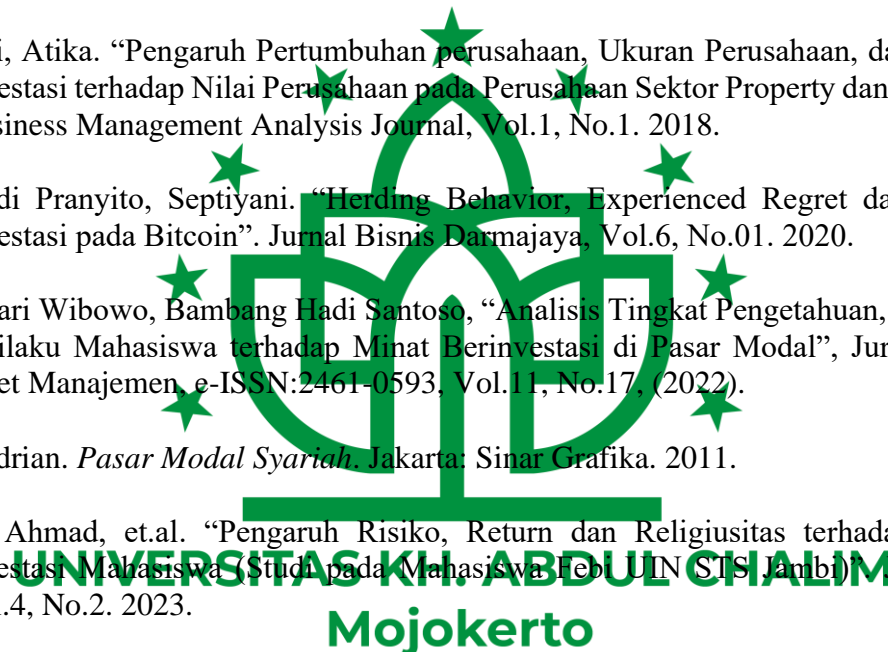 i, Atika. “Pengaruh Pertumbuhan perusahaan, Ukuran Perusahaan, da
estasi terhadap Nilai Perusahaan pada Perusahaan Sektor Property dan
siness Management Analysis Journal, Vol.1, No.1. 2018.
di Pranyito, Septiyani. “Herding Behavior, Experienced Regret da
estasi pada Bitcoin”. Jurnal Bisnis Darmajaya, Vol.6, No.01. 2020.
ari Wibowo, Bambang Hadi Santoso, “Analisis Tingkat Pengetahuan,
ilaku Mahasiswa terhadap Minat Berinvestasi di Pasar Modal”, Jur
et Manajemen, e-ISSN:2461-0593, Vol.11, No.17, (2022).
drian. Pasar Modal Syariah. Jakarta: Sinar Grafika. 2011.
Ahmad, et.al. “Pengaruh Risiko, Return dan Religiusitas terhada
estasi Mahasiswa (Studi pada Mahasiswa Febi UIN STS Jambi)”.
.4, No.2. 2023.
UNIVERSITAS KH. ABDUL CHALIM
Mojokerto